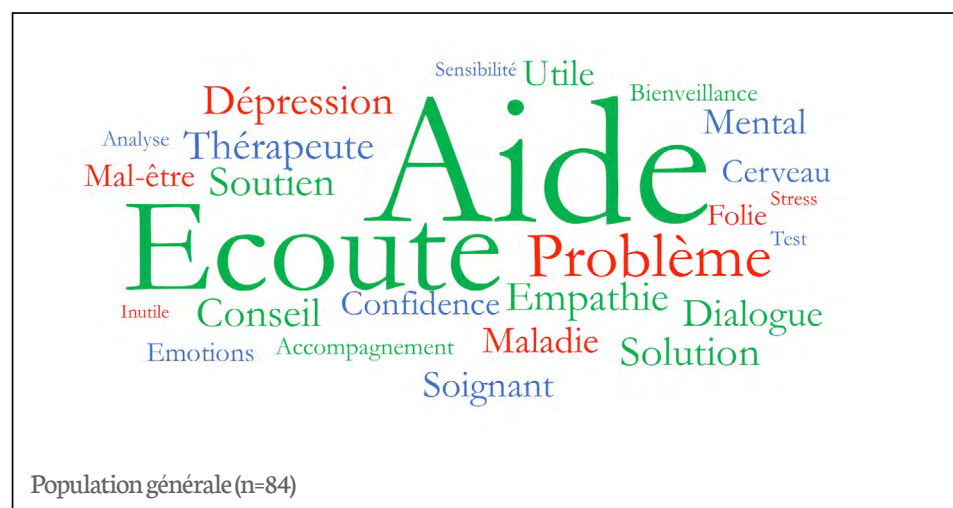 Sensibilité Utile
Dépression Bienveillance
Aide Mental
Analyse Thérapeute
Mal-être Soutien Cerveau
Stress
Folie
Ecoute Test
Problème
Inutile Conseil Confidence Empathie Dialogue
Emotions Accompagnement Maladie Solution
Soignant
Population générale (n=84)